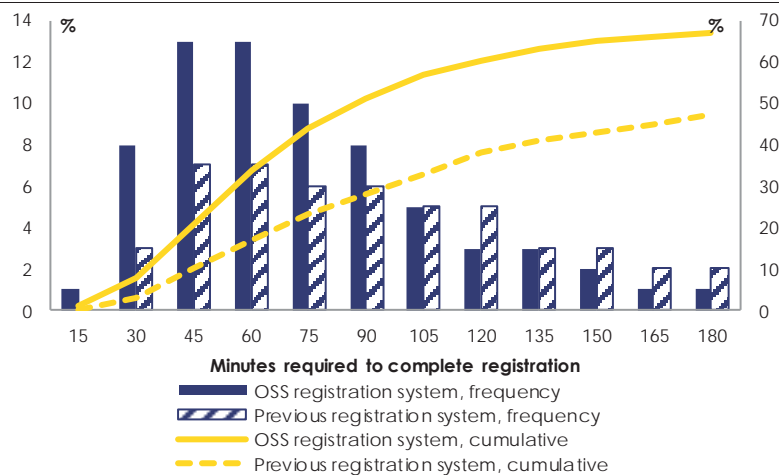 14 % % 70
12 60
10 50
8 40
6 30
4 20
2 10
0 0
15 30 45 60 75 90 105 120 135 150 165 180
Minutes required to complete registration
OSS registration system, frequency
Previous registration system, frequency
OSS registration system, cumulative
Previous registration system, cumulative